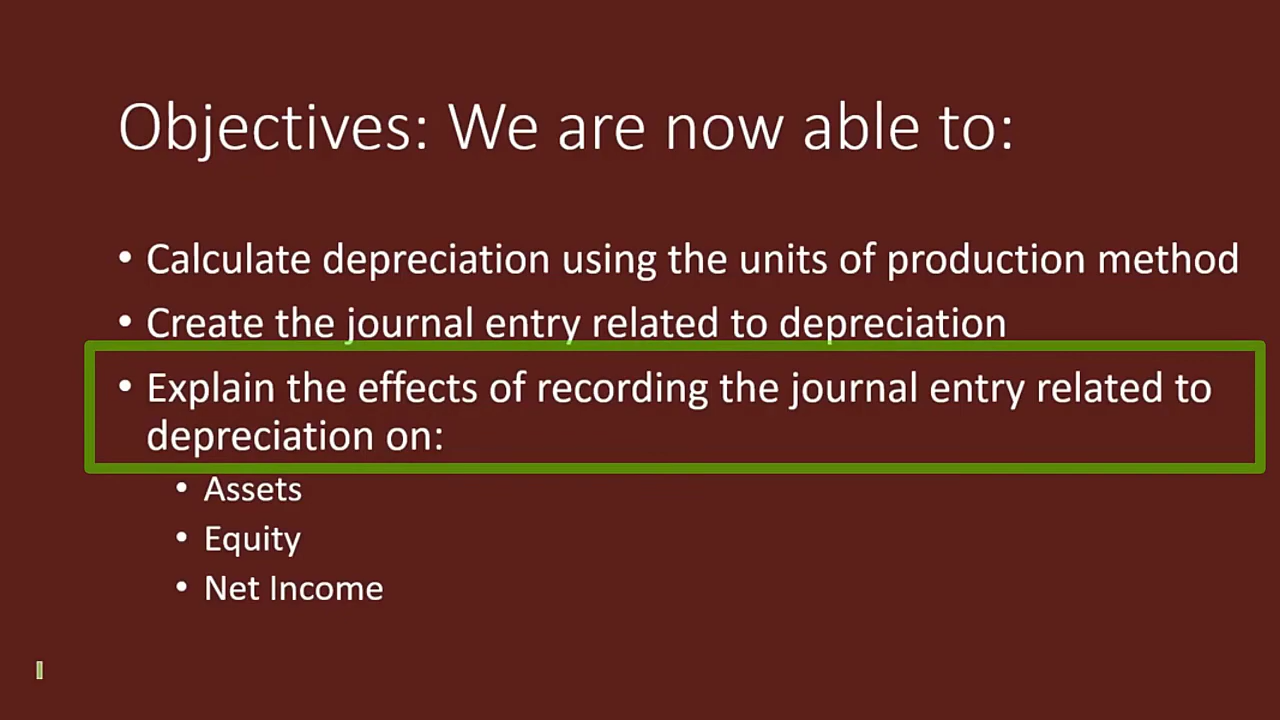 Objectives: We are now able to:
• Calculate depreciation using the units of production method
• Create the journal entry related to depreciation
• Explain the effects of recording the journal entry related to
depreciation on:
• Assets
• Equity
• Net Income